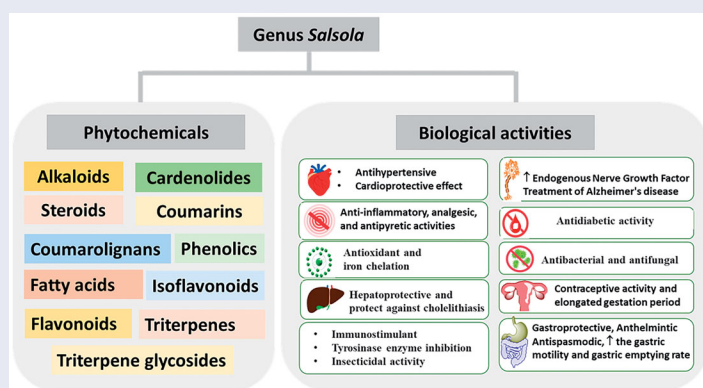 Genus Salsola
Phytochemicals
Alkaloids
Cardenolides
Steroids
Coumarins
Coumarolignans
Phenolics
Fatty acids
Isoflavonoids
Flavonoids
Triterpenes
Triterpene glycosides
Biological activities
• Antihypertensive
• Cardioprotective effect
Anti-inflammatory, analgesic,
and antipyretic activities
Antioxidant and
iron chelation
Hepatoprotective and
protect against cholelithiasis
• Immunostimulant
• Tyrosinase enzyme inhibition
• Insecticidal activity
↑ Endogenous Nerve Growth Factor
Treatment of Alzheimer's disease
Antidiabetic activity
Antibacterial and antifungal
Contraceptive activity and
elongated gestation period
Gastroprotective, Anthelmintic
Antispasmodic, ↑ the gastric
motility and gastric emptying rate